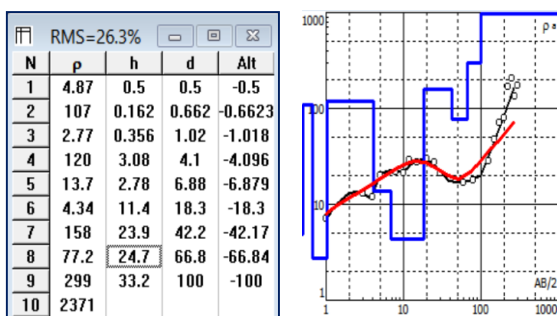 RMS=26.3%
N ρ h d Alt
1 4.87 0.5 0.5 -0.5
2 107 0.162 0.662 -0.6623
3 2.77 0.356 1.02 -1.018
4 120 3.08 4.1 -4.096
5 13.7 2.78 6.88 -6.879
6 4.34 11.4 18.3 -18.3
7 158 23.9 42.2 -42.17
8 77.2 24.7 66.8 -66.84
9 299 33.2 100 -100
10 2371
1000 ρa
100
10
1
AB/2
1 10 100 1000